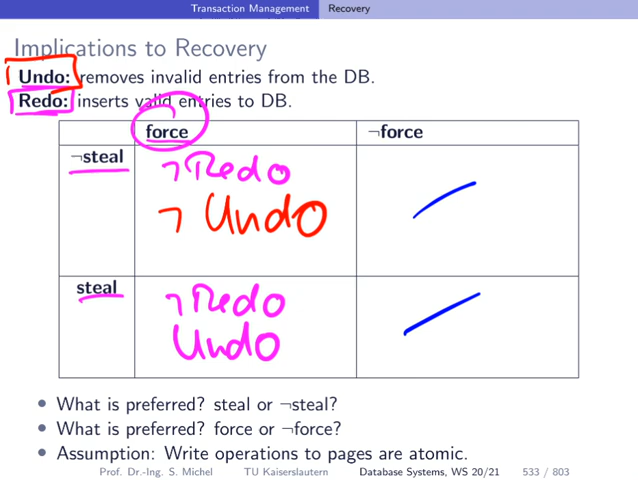 Transaction Management Recovery
Implications to Recovery
Undo: removes invalid entries from the DB.
Redo: inserts valid entries to DB.
force ¬force
¬steal ¬Redo
¬ Undo
steal ¬Redo
Undo
• What is preferred? steal or ¬steal?
• What is preferred? force or ¬force?
• Assumption: Write operations to pages are atomic.
Prof. Dr.-Ing. S. Michel TU Kaiserslautern Database Systems, WS 20/21 533 / 803